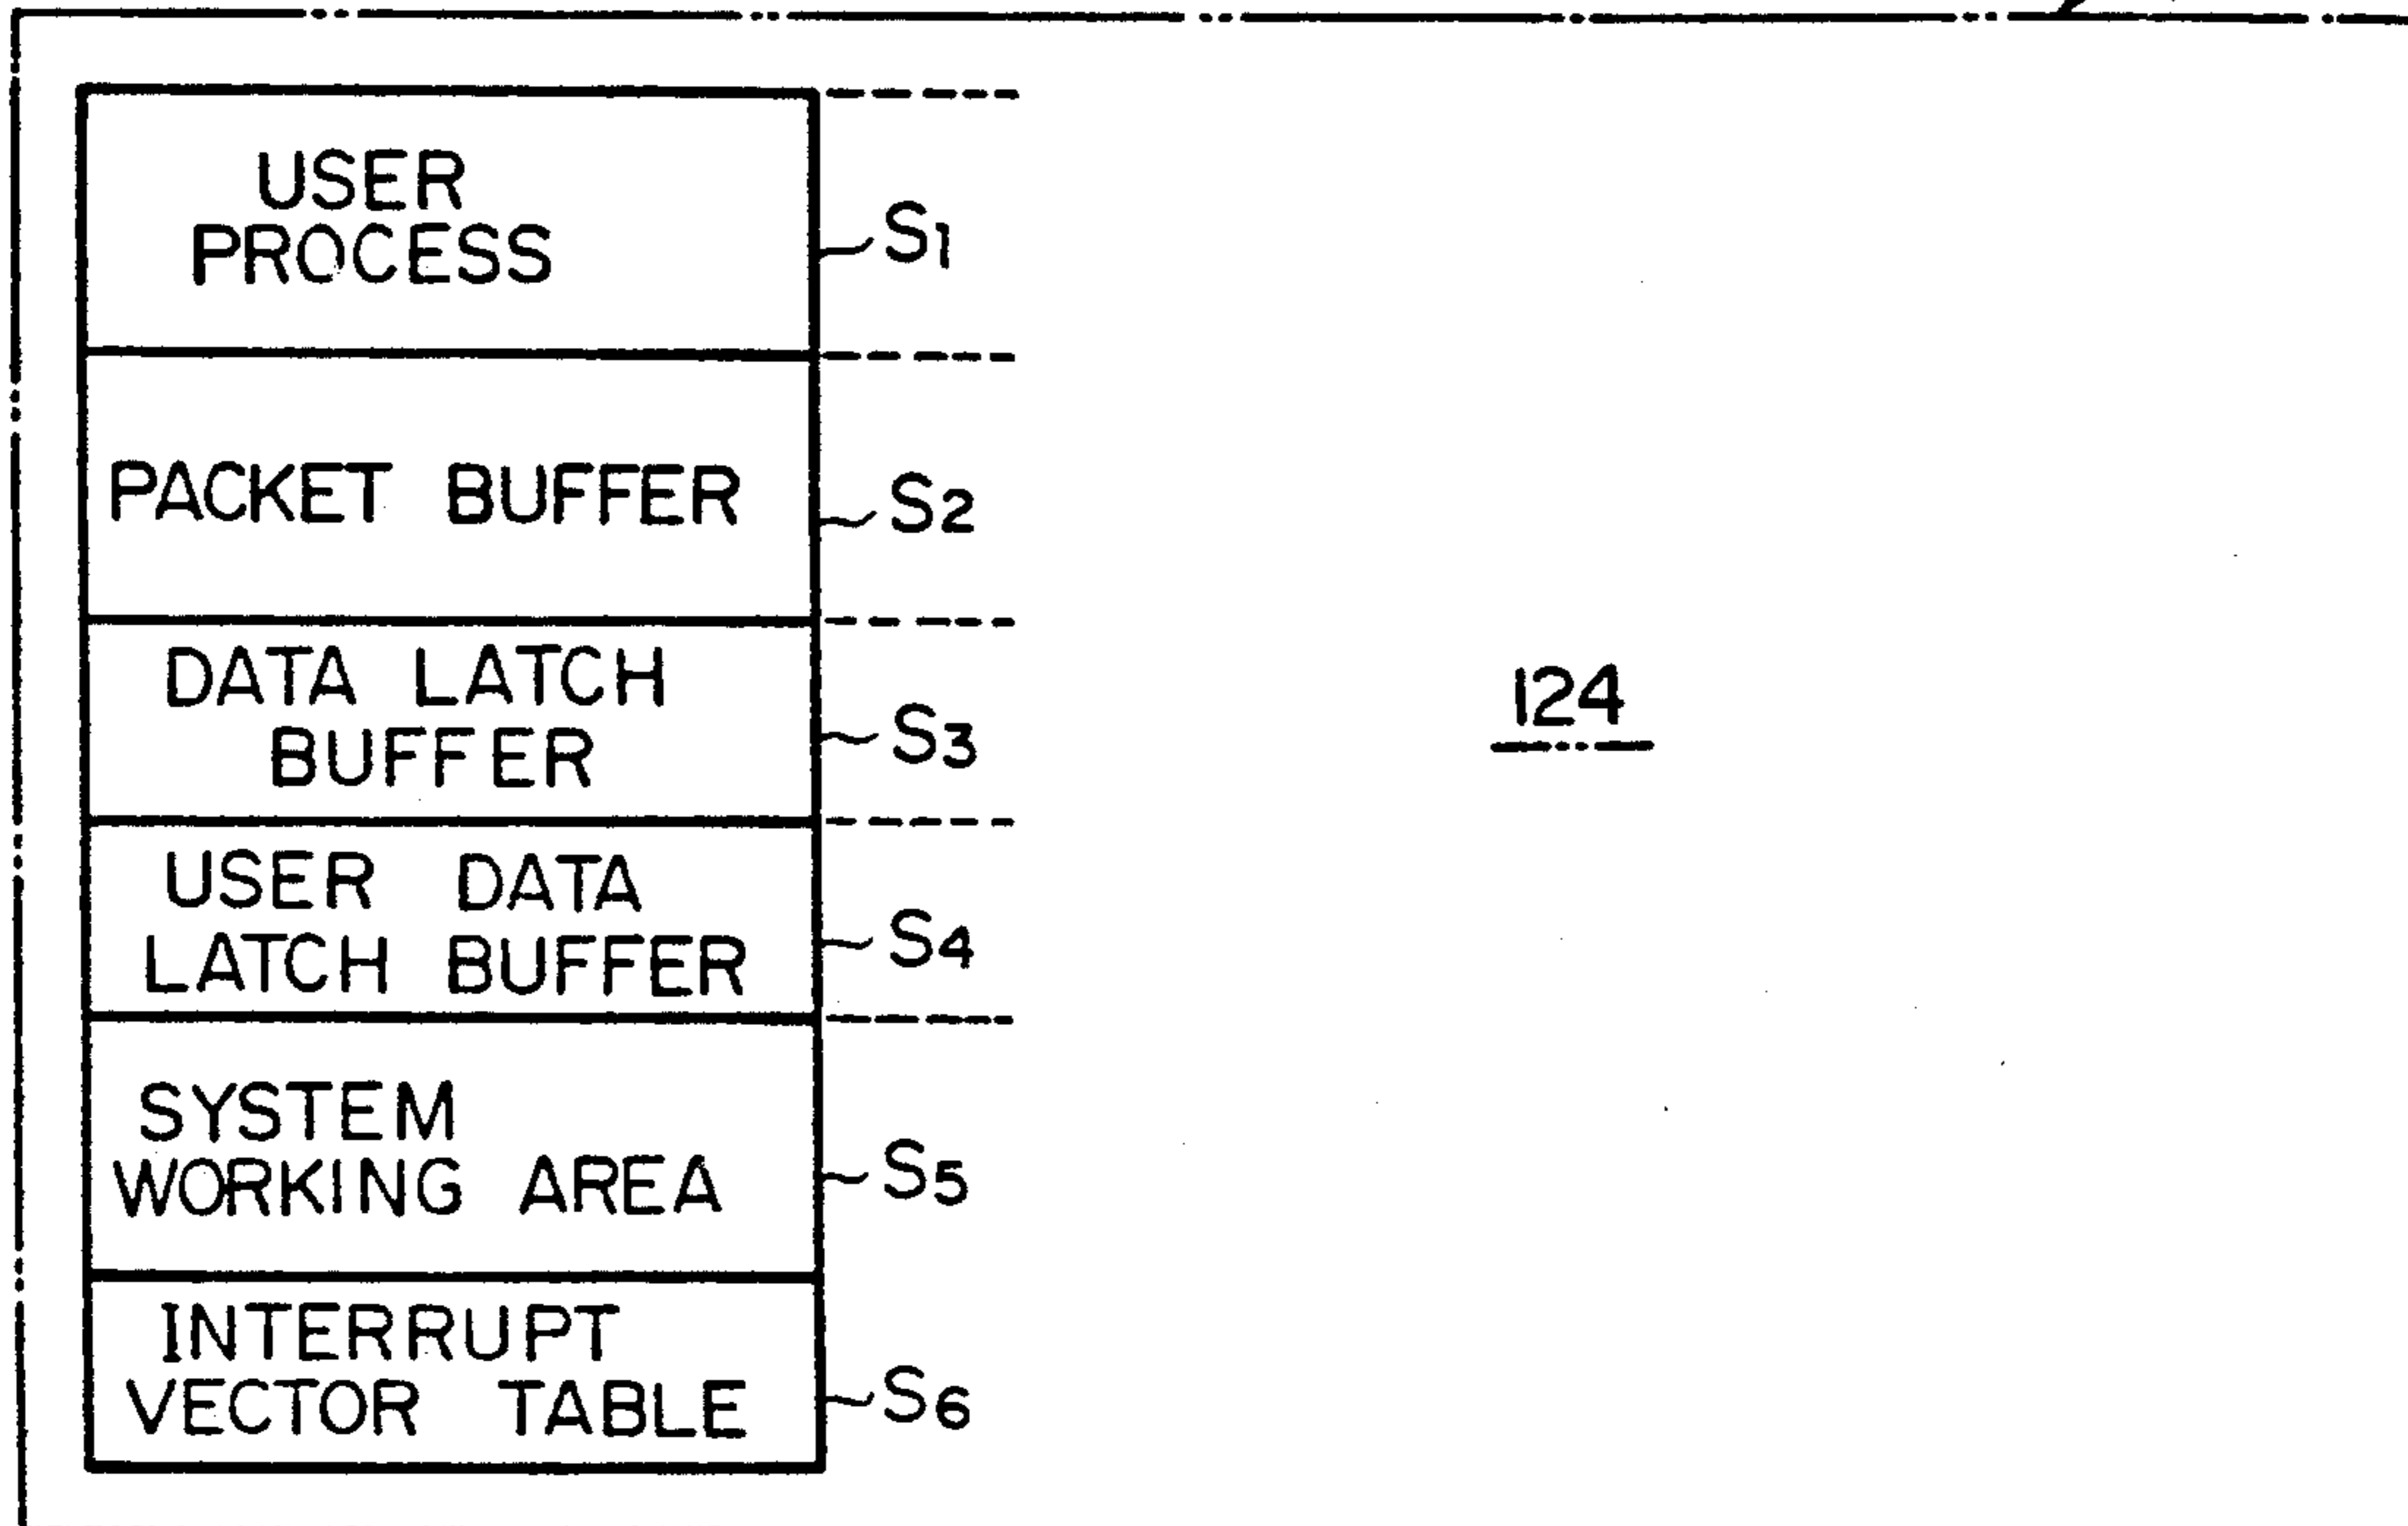 USER
PROCESS
S1
PACKET BUFFER
S2
DATA LATCH
BUFFER
S3
124
USER DATA
LATCH BUFFER
S4
SYSTEM
WORKING AREA
S5
INTERRUPT
VECTOR TABLE
S6